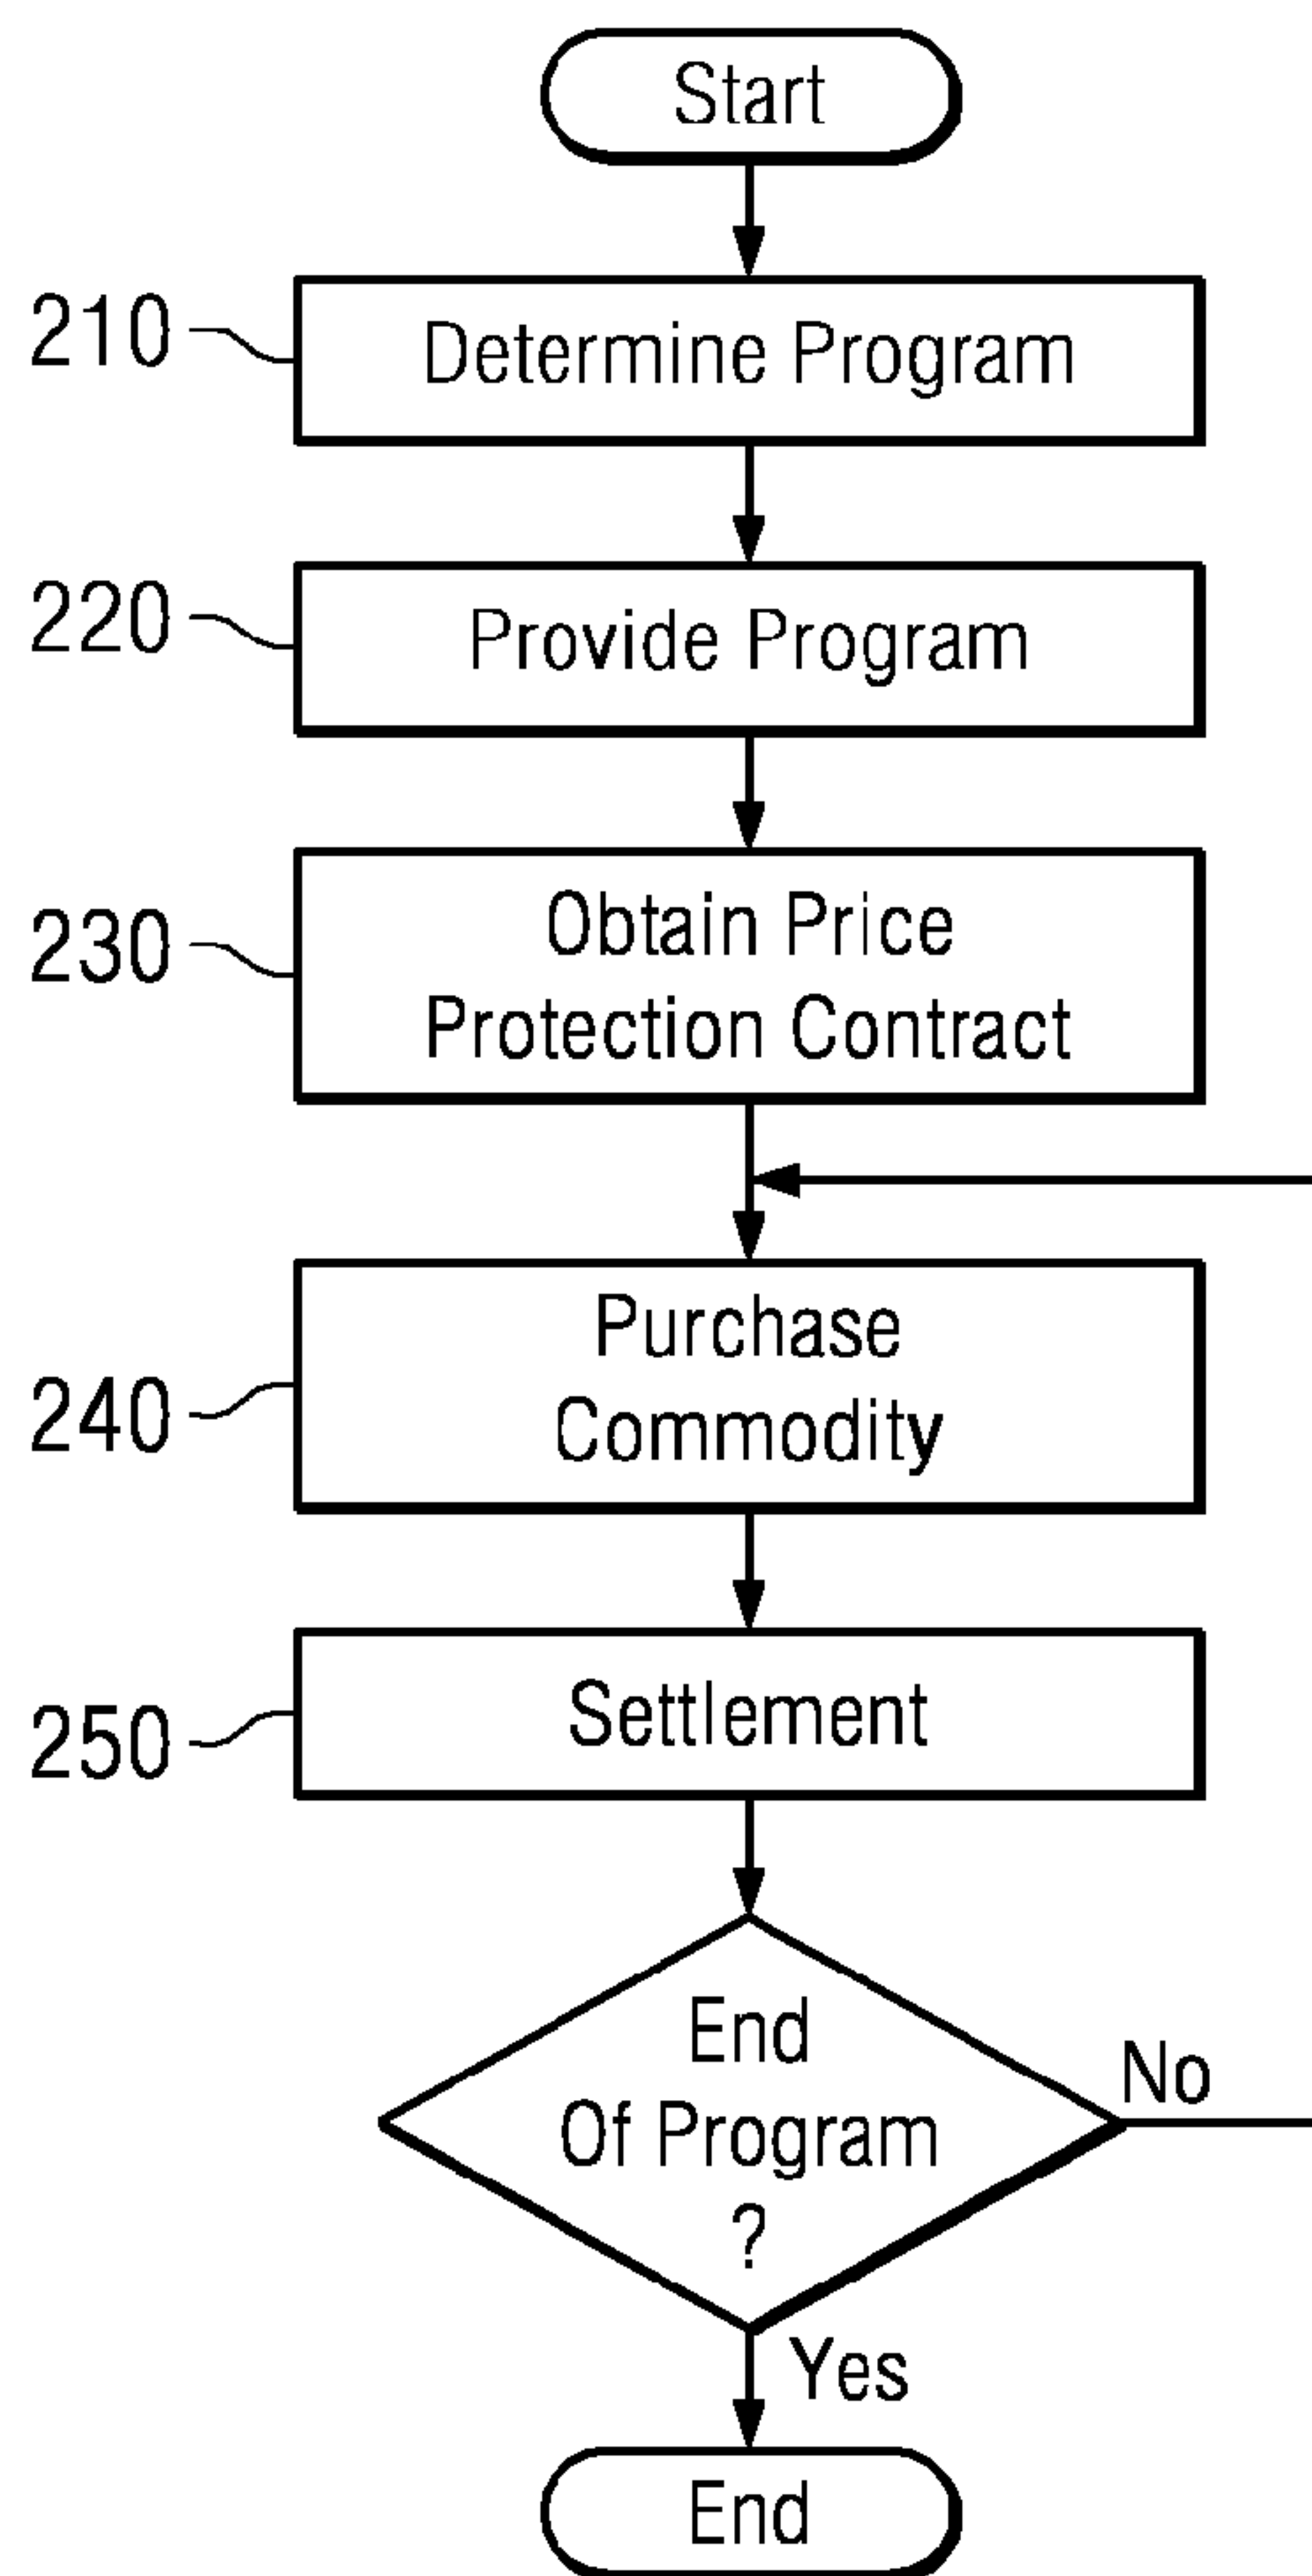 Start
210
Determine Program
220
Provide Program
230
Obtain Price
Protection Contract
240
Purchase
Commodity
250
Settlement
End
Of Program
?
No
Yes
End